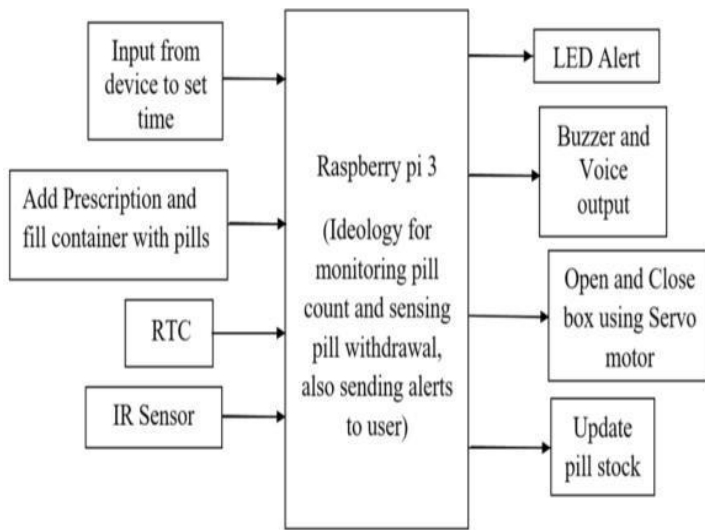 Input from
device to set
time
Add Prescription and
fill container with pills
RTC
IR Sensor
Raspberry pi 3
(Ideology for
monitoring pill
count and sensing
pill withdrawal,
also sending alerts
to user)
LED Alert
Buzzer and
Voice
output
Open and Close
box using Servo
motor
Update
pill stock